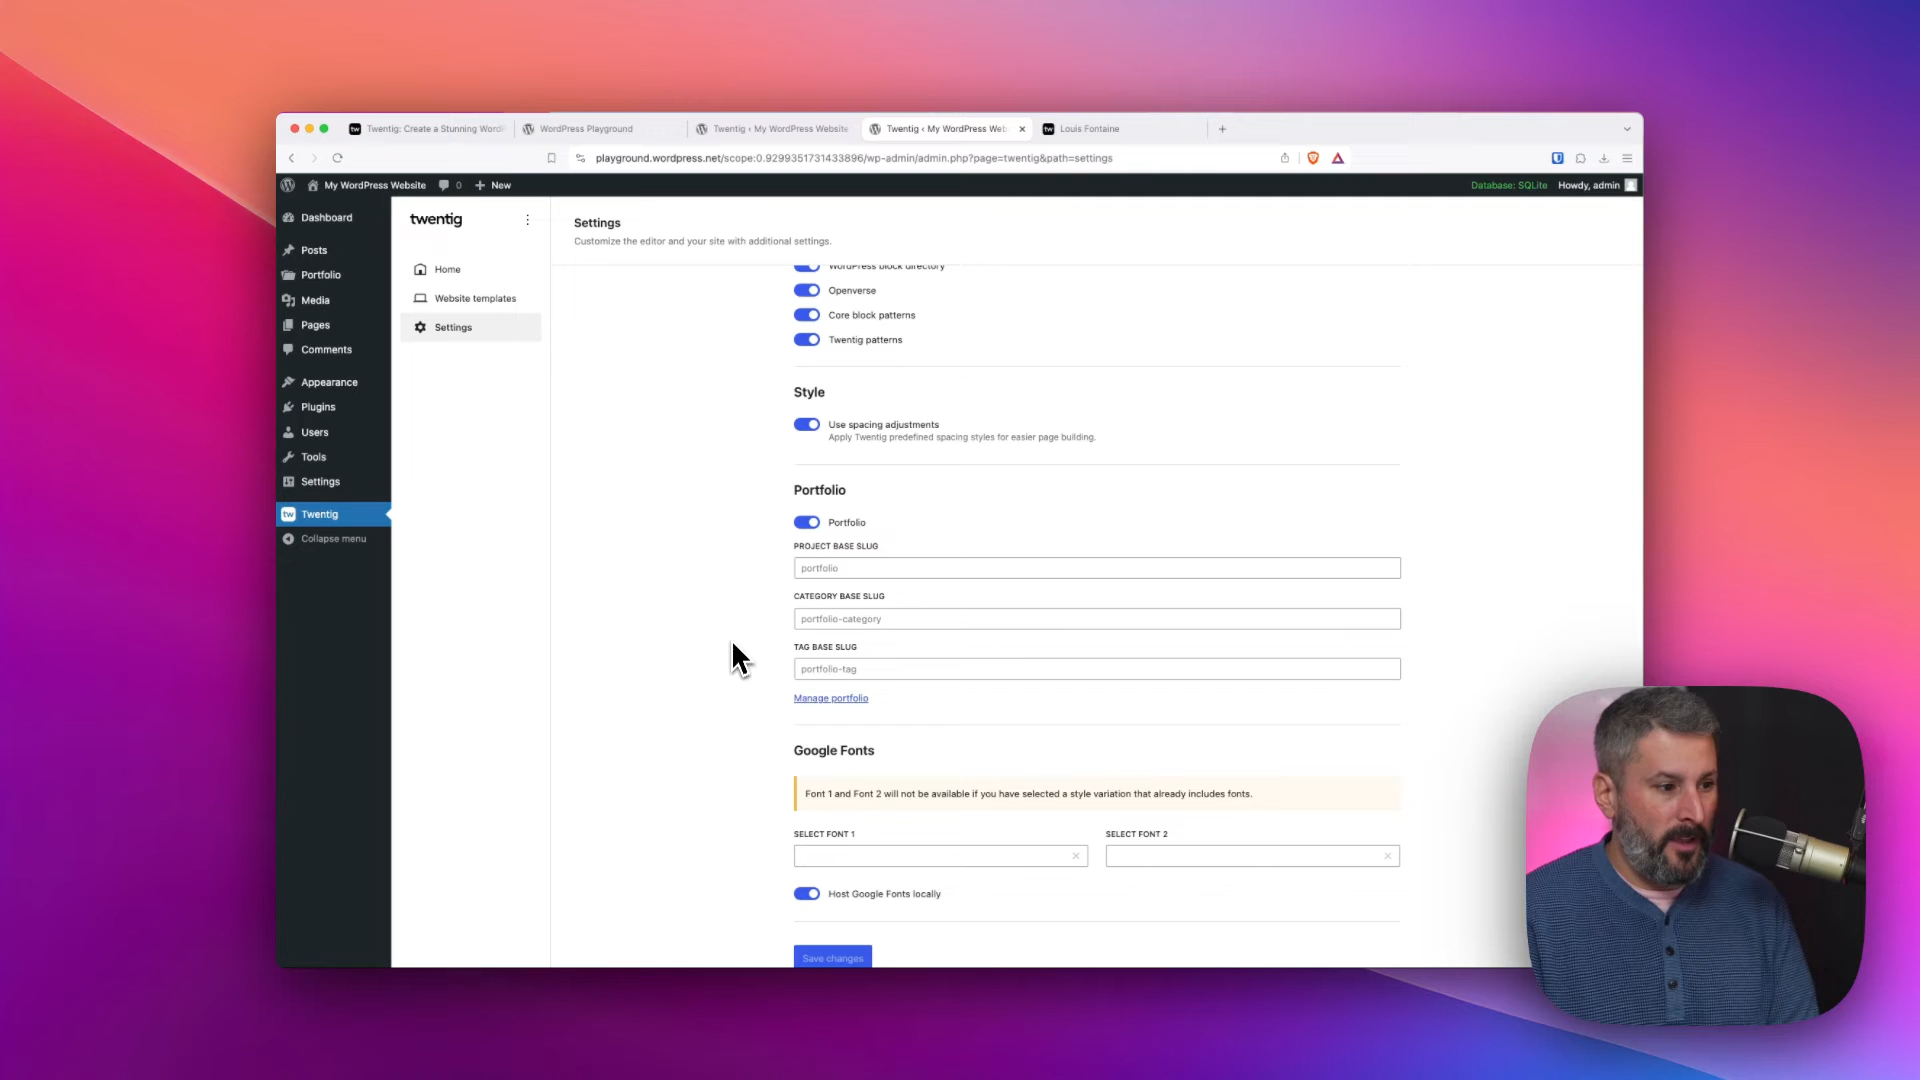 Twentig: Create a Stunning WordP
WordPress Playground
Twentig ‹ My WordPress Website
Twentig ‹ My WordPress Web
Louis Fontaine
playground.wordpress.net/scope:0.9299351731433896/wp-admin/admin.php?page=twentig&path=settings
My WordPress Website
0
New
Database: SQLite
Howdy, admin
Dashboard
Posts
Portfolio
Media
Pages
Comments
Appearance
Plugins
Users
Tools
Settings
tw Twentig
Collapse menu
twentig
Home
Website templates
Settings
Settings
Customize the editor and your site with additional settings.
WordPress block directory
Openverse
Core block patterns
Twentig patterns
Style
Use spacing adjustments
Apply Twentig predefined spacing styles for easier page building.
Portfolio
Portfolio
PROJECT BASE SLUG
portfolio
CATEGORY BASE SLUG
portfolio-category
TAG BASE SLUG
portfolio-tag
Manage portfolio
Google Fonts
Font 1 and Font 2 will not be available if you have selected a style variation that already includes fonts.
SELECT FONT 1
SELECT FONT 2
Host Google Fonts locally
Save changes